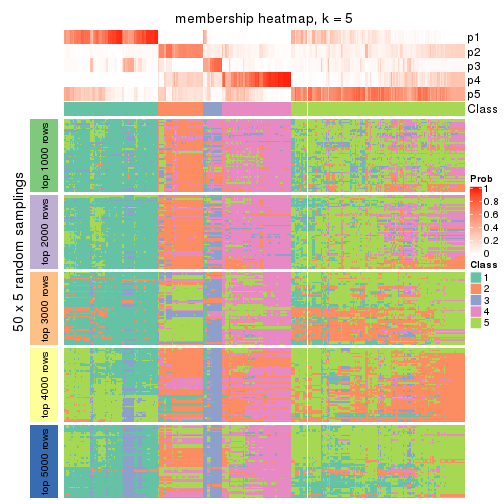 membership heatmap, k = 5
p1
p2
p3
p4
p5
Class
50 x 5 random samplings
top 1000 rows
top 2000 rows
top 3000 rows
top 4000 rows
top 5000 rows
Prob
1
0.8
0.6
0.4
0.2
0
Class
1
2
3
4
5